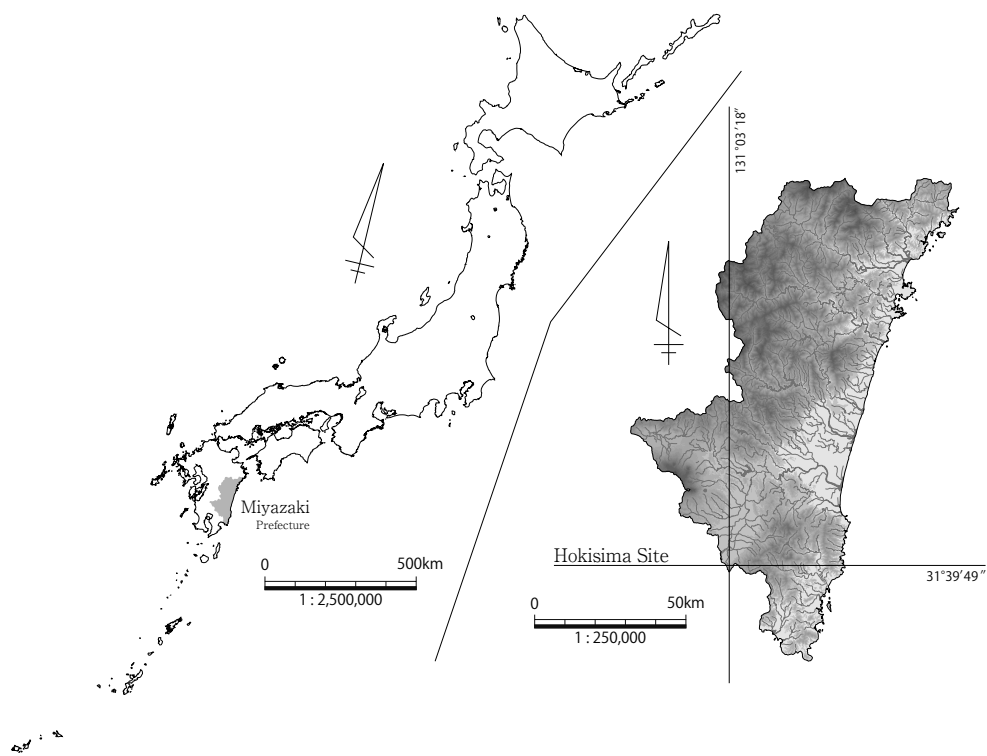 131°03′18″
Miyazaki
Prefecture
0 500km
1 : 2,500,000
Hokisima Site
31°39′49″
0 50km
1 : 250,000